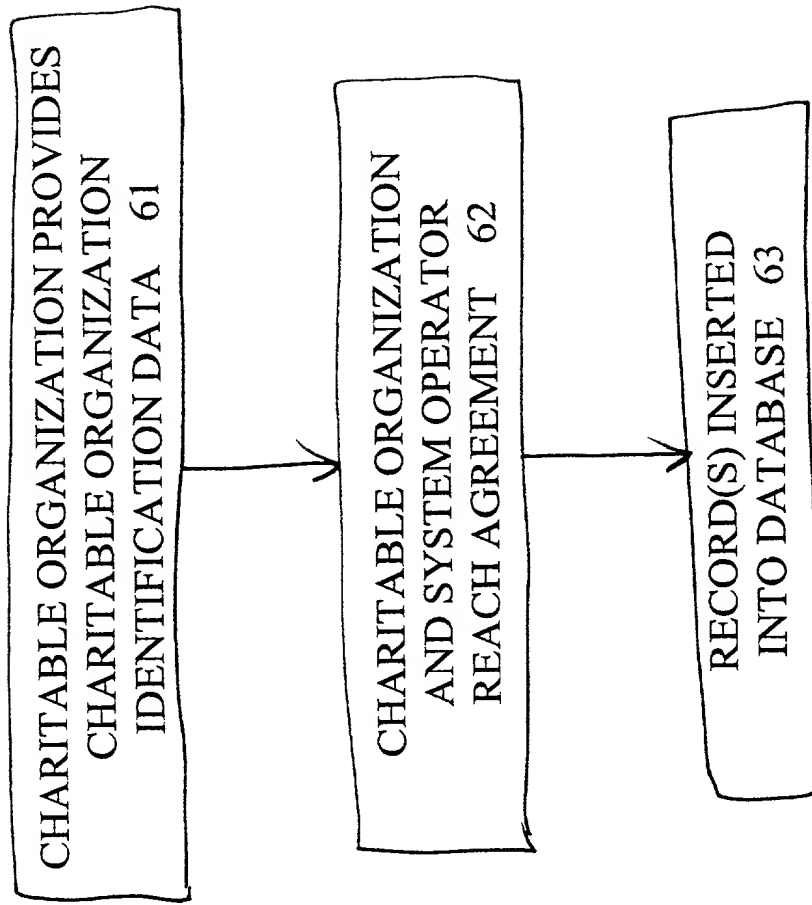 CHARITABLE ORGANIZATION PROVIDES
CHARITABLE ORGANIZATION
IDENTIFICATION DATA 61
CHARITABLE ORGANIZATION
AND SYSTEM OPERATOR
REACH AGREEMENT 62
RECORD(S) INSERTED
INTO DATABASE 63